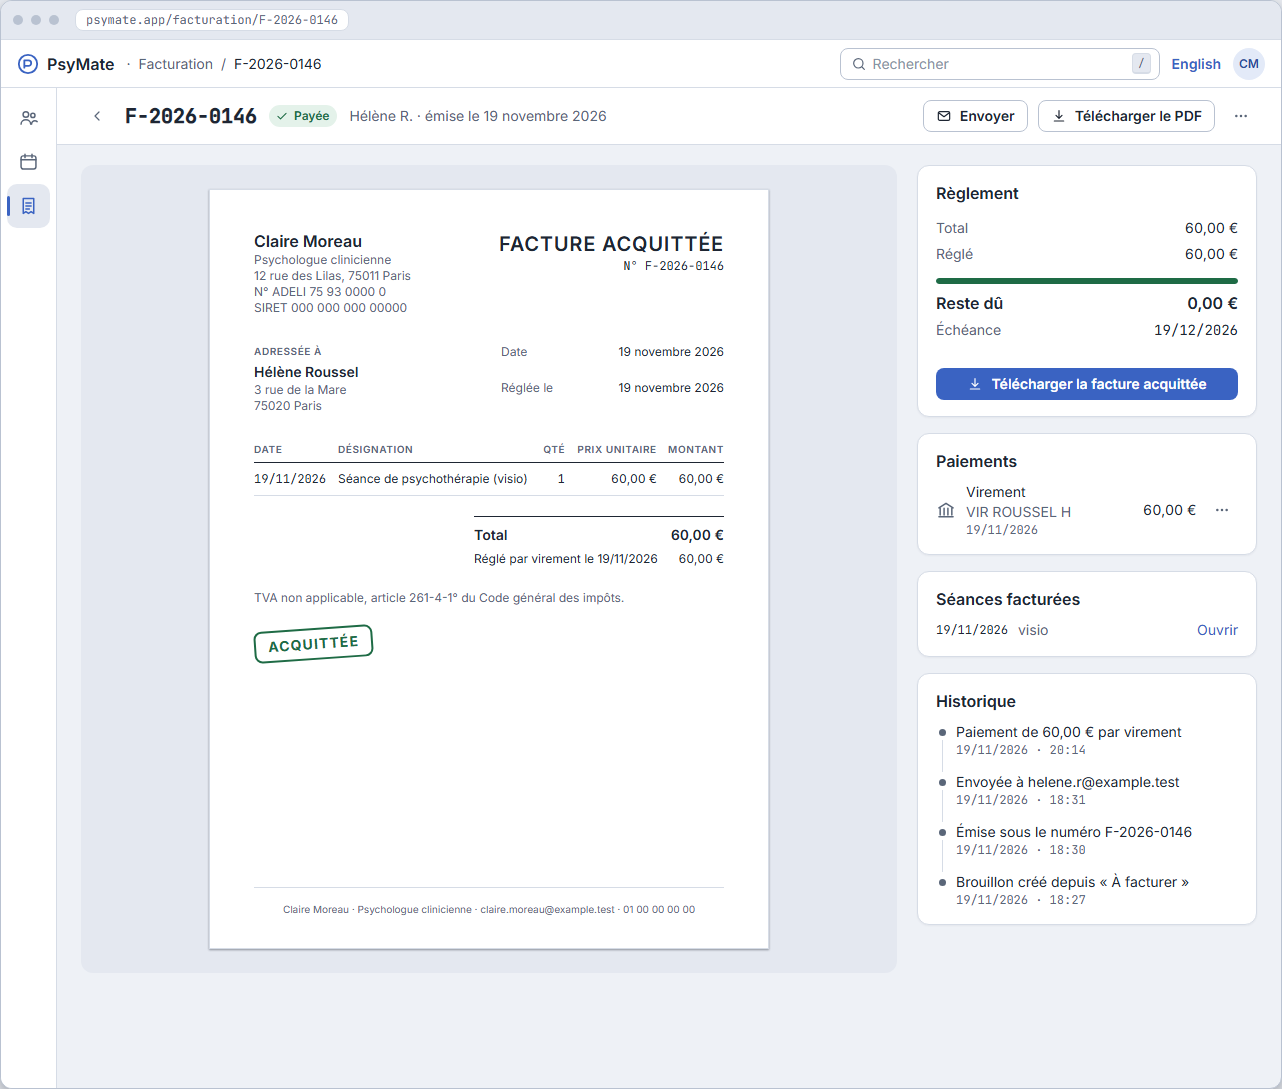 psymate.app/facturation/F-2026-0146
PsyMate · Facturation / F-2026-0146
Rechercher /
English
CM
F-2026-0146
Payée
Hélène R. · émise le 19 novembre 2026
Envoyer
Télécharger le PDF
Claire Moreau
Psychologue clinicienne
12 rue des Lilas, 75011 Paris
N° ADELI 75 93 0000 0
SIRET 000 000 000 00000
FACTURE ACQUITTÉE
N° F-2026-0146
ADRESSÉE À
Hélène Roussel
3 rue de la Mare
75020 Paris
Date 19 novembre 2026
Réglée le 19 novembre 2026
DATE DÉSIGNATION QTÉ PRIX UNITAIRE MONTANT
19/11/2026 Séance de psychothérapie (visio) 1 60,00 € 60,00 €
Total 60,00 €
Réglé par virement le 19/11/2026 60,00 €
TVA non applicable, article 261-4-1° du Code général des impôts.
ACQUITTÉE
Claire Moreau · Psychologue clinicienne · claire.moreau@example.test · 01 00 00 00 00
Règlement
Total 60,00 €
Réglé 60,00 €
Reste dû 0,00 €
Échéance 19/12/2026
Télécharger la facture acquittée
Paiements
Virement
VIR ROUSSEL H
19/11/2026
60,00 €
Séances facturées
19/11/2026 visio Ouvrir
Historique
Paiement de 60,00 € par virement
19/11/2026 · 20:14
Envoyée à helene.r@example.test
19/11/2026 · 18:31
Émise sous le numéro F-2026-0146
19/11/2026 · 18:30
Brouillon créé depuis « À facturer »
19/11/2026 · 18:27